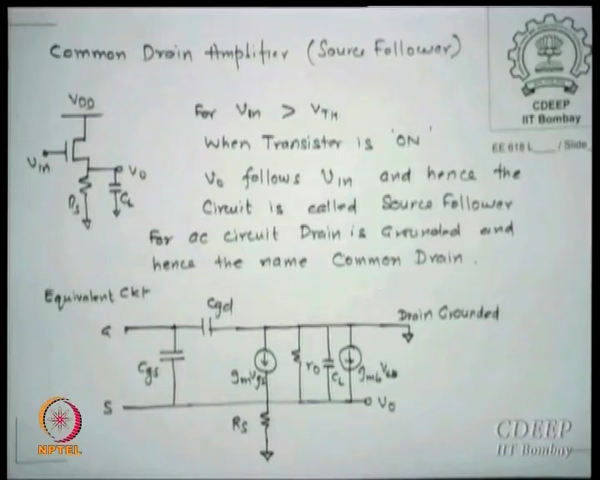 Common Drain Amplifier (Source Follower)
CDEEP
IIT Bombay
EE 618 L___ / Slide
VDD
Vin
Vo
Rs
CL
For Vin > VTH
When Transistor is 'ON'
Vo follows Vin and hence the
Circuit is called Source Follower
For ac circuit Drain is Grounded and
hence the name Common Drain.
Equivalent Ckt
Cgd
Drain Grounded
G
Cgs
gmVgs
ro
CL
S
Rs
Vo
NPTEL
CDEEP
IIT Bombay